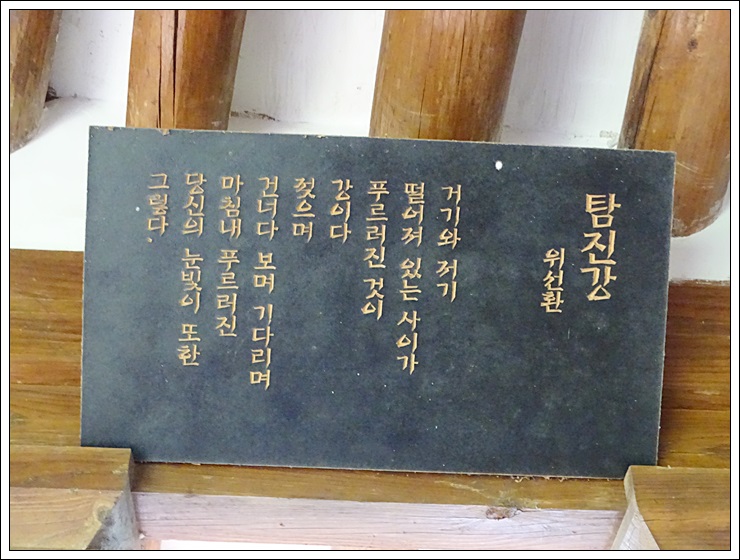 탐진강
위선환
거기와 저기
떨어져 있는 사이가
푸르러진 것이
강이다
젖으며
건너다 보며 기다리며
마침내 푸르러진
당신의 눈빛이 또한
그렇다.